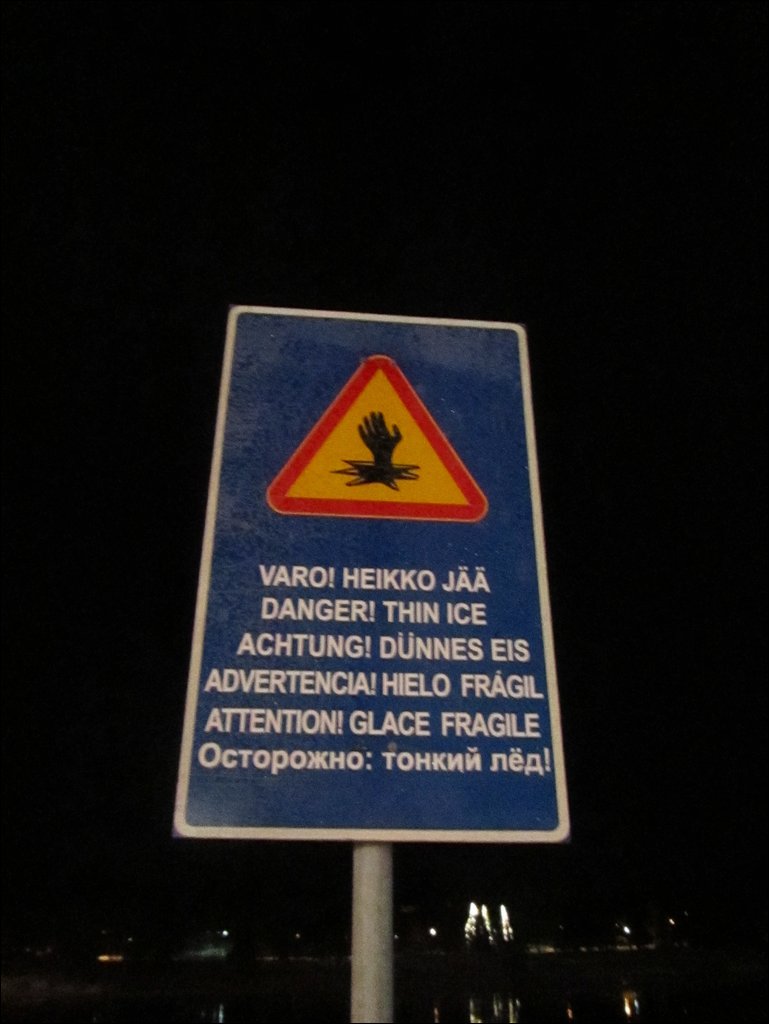 VARO! HEIKKO JÄÄ
DANGER! THIN ICE
ACHTUNG! DÜNNES EIS
ADVERTENCIA! HIELO FRÁGIL
ATTENTION! GLACE FRAGILE
Осторожно: тонкий лёд!